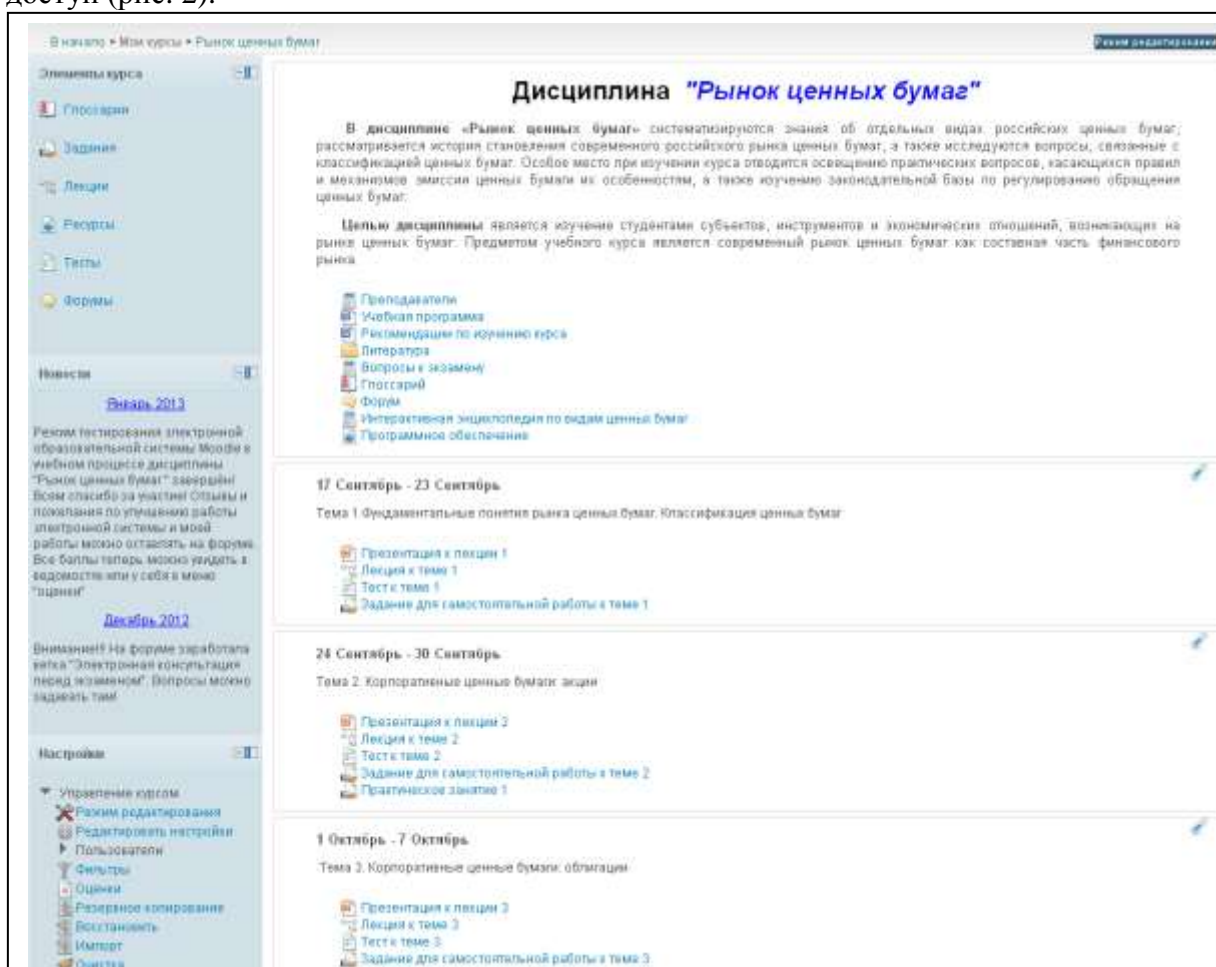 доступ (рис. 2).
В начало ▸ Мои курсы ▸ Рынок ценных бумаг
Режим редактирования
Элементы курса
Глоссарии
Задания
Лекции
Ресурсы
Тесты
Форумы
Новости
Январь 2013
Режим тестирования электронной
образовательной системы Moodle в
учебном процессе дисциплины
"Рынок ценных бумаг" завершён!
Всем спасибо за участие! Отзывы и
пожелания по улучшению работы
электронной системы и моей
работы можно оставлять на форуме.
Все баллы теперь можно увидеть в
ведомостях или у себя в меню
"оценки"
Декабрь 2012
Внимание!!! На форуме заработала
ветка "Электронная консультация
перед экзаменом". Вопросы можно
задавать там!
Настройки
Управление курсом
Режим редактирования
Редактировать настройки
Пользователи
Фильтры
Оценки
Резервное копирование
Восстановить
Импорт
Очистка
Дисциплина "Рынок ценных бумаг"
В дисциплине «Рынок ценных бумаг» систематизируются знания об отдельных видах российских ценных бумаг,
рассматривается история становления современного российского рынка ценных бумаг, а также исследуются вопросы, связанные с
классификацией ценных бумаг. Особое место при изучении курса отводится освещению практических вопросов, касающихся правил
и механизмов эмиссии ценных бумаги их особенностям, а также изучению законодательной базы по регулированию обращения
ценных бумаг.
Целью дисциплины является изучение студентами субъектов, инструментов и экономических отношений, возникающих на
рынке ценных бумаг. Предметом учебного курса является современный рынок ценных бумаг как составная часть финансового
рынка.
Преподаватели
Учебная программа
Рекомендации по изучению курса
Литература
Вопросы к экзамену
Глоссарий
Форум
Интерактивная энциклопедия по видам ценных бумаг
Программное обеспечение
17 Сентябрь - 23 Сентябрь
Тема 1 Фундаментальные понятия рынка ценных бумаг. Классификация ценных бумаг
Презентация к лекции 1
Лекция к теме 1
Тест к теме 1
Задание для самостоятельной работы к теме 1
24 Сентябрь - 30 Сентябрь
Тема 2. Корпоративные ценные бумаги: акции
Презентация к лекции 2
Лекция к теме 2
Тест к теме 2
Задание для самостоятельной работы к теме 2
Практическое занятие 1
1 Октябрь - 7 Октябрь
Тема 3. Корпоративные ценные бумаги: облигации
Презентация к лекции 3
Лекция к теме 3
Тест к теме 3
Задание для самостоятельной работы к теме 3